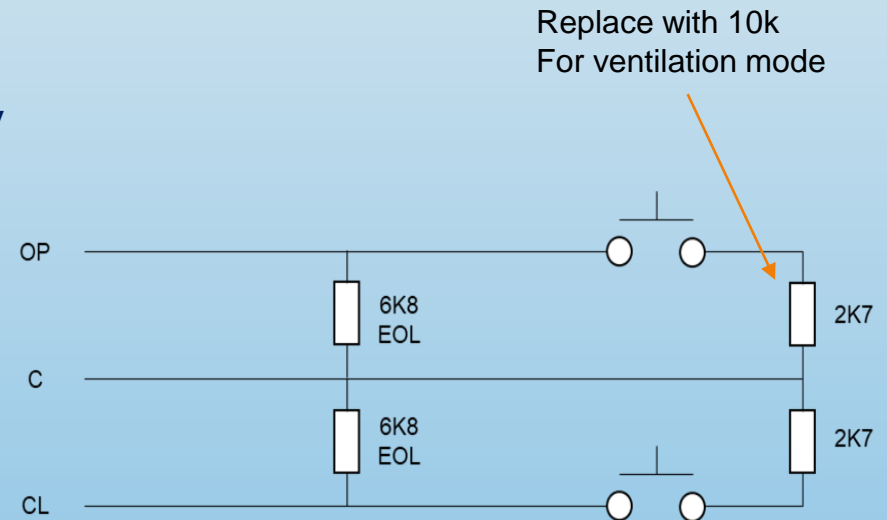 Replace with 10k
For ventilation mode
OP
6K8
EOL
2K7
C
6K8
EOL
2K7
CL